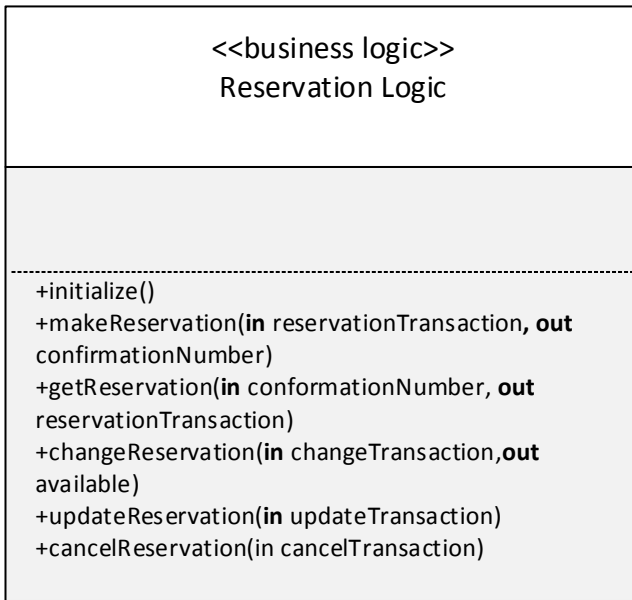 <<business logic>>
Reservation Logic
+initialize()
+makeReservation(in reservationTransaction, out
confirmationNumber)
+getReservation(in conformationNumber, out
reservationTransaction)
+changeReservation(in changeTransaction,out
available)
+updateReservation(in updateTransaction)
+cancelReservation(in cancelTransaction)